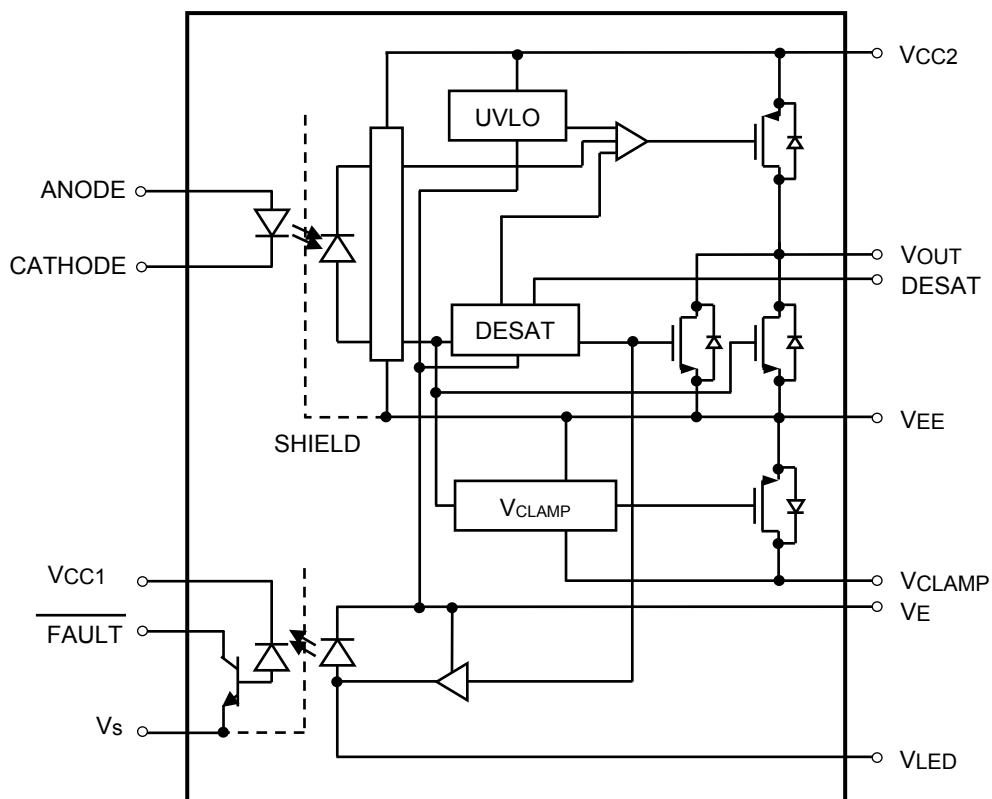 VCC2
UVLO
ANODE
CATHODE
VOUT
DESAT
DESAT
VEE
SHIELD
VCLAMP
VCC1
VCLAMP
VE
FAULT
VS
VLED